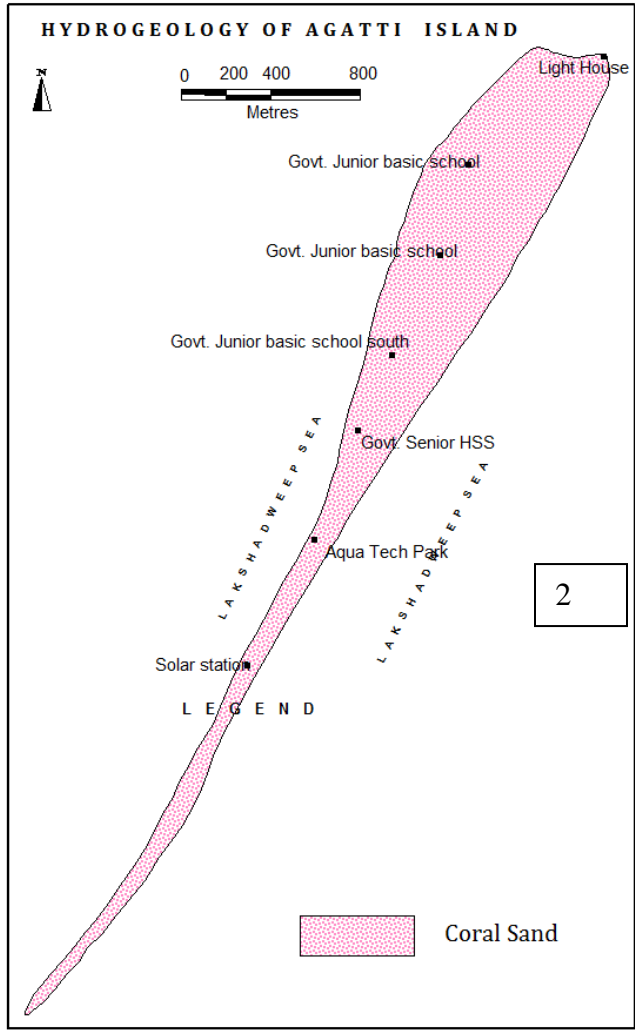 HYDROGEOLOGY OF AGATTI ISLAND
Light House
N
0 200 400 800
Metres
Govt. Junior basic school
Govt. Junior basic school
Govt. Junior basic school south
Govt. Senior HSS
LAKSHADWEEP SEA
LAKSHADWEEP SEA
Aqua Tech Park
2
Solar station
LEGEND
Coral Sand